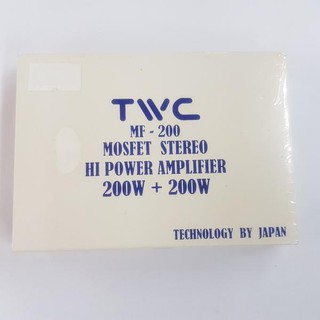 TWC
MF - 200
MOSFET STEREO
HI POWER AMPLIFIER
200W + 200W
TECHNOLOGY BY JAPAN